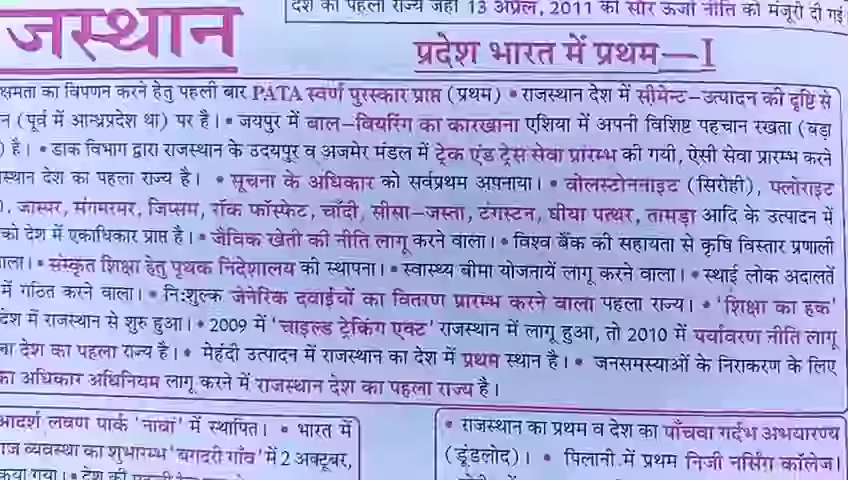 देश का पहला राज्य जहाँ 13 अप्रैल, 2011 को सौर ऊर्जा नीति को मंजूरी दी गई
जस्थान
प्रदेश भारत में प्रथम—I
क्षमता का विपणन करने हेतु पहली बार PATA स्वर्ण पुरस्कार प्राप्त (प्रथम) • राजस्थान देश में सीमेन्ट–उत्पादन की दृष्टि से
न (पूर्व में आन्ध्रप्रदेश था) पर है। • जयपुर में बाल–बियरिंग का कारखाना एशिया में अपनी विशिष्ट पहचान रखता (बड़ा
) है। • डाक विभाग द्वारा राजस्थान के उदयपुर व अजमेर मंडल में ट्रेक एंड ट्रेस सेवा प्रारम्भ की गयी, ऐसी सेवा प्रारम्भ करने
स्थान देश का पहला राज्य है। • सूचना के अधिकार को सर्वप्रथम अपनाया। • वोलस्टोननाइट (सिरोही), फ्लोराइट
), जास्पर, संगमरमर, जिप्सम, रॉक फॉस्फेट, चाँदी, सीसा–जस्ता, टंगस्टन, घीया पत्थर, तामड़ा आदि के उत्पादन में
को देश में एकाधिकार प्राप्त है। • जैविक खेती की नीति लागू करने वाला। • विश्व बैंक की सहायता से कृषि विस्तार प्रणाली
ाला। • संस्कृत शिक्षा हेतु पृथक निदेशालय की स्थापना। • स्वास्थ्य बीमा योजनायें लागू करने वाला। • स्थाई लोक अदालतें
में गठित करने वाला। • नि:शुल्क जेनेरिक दवाईयों का वितरण प्रारम्भ करने वाला पहला राज्य। • 'शिक्षा का हक'
देश में राजस्थान से शुरु हुआ। • 2009 में 'चाइल्ड ट्रेकिंग एक्ट' राजस्थान में लागू हुआ, तो 2010 में पर्यावरण नीति लागू
देश का पहला राज्य है। • मेहंदी उत्पादन में राजस्थान का देश में प्रथम स्थान है। • जनसमस्याओं के निराकरण के लिए
का अधिकार अधिनियम लागू करने में राजस्थान देश का पहला राज्य है।
आदर्श लवण पार्क 'नावां' में स्थापित। • भारत में
ाज व्यवस्था का शुभारम्भ 'बगदरी गाँव' में 2 अक्टूबर,
किया गया। • देश की
• राजस्थान का प्रथम व देश का पाँचवा गर्दभ अभयारण्य
(डूंडलोद)। • पिलानी में प्रथम निजी नर्सिंग कॉलेज।